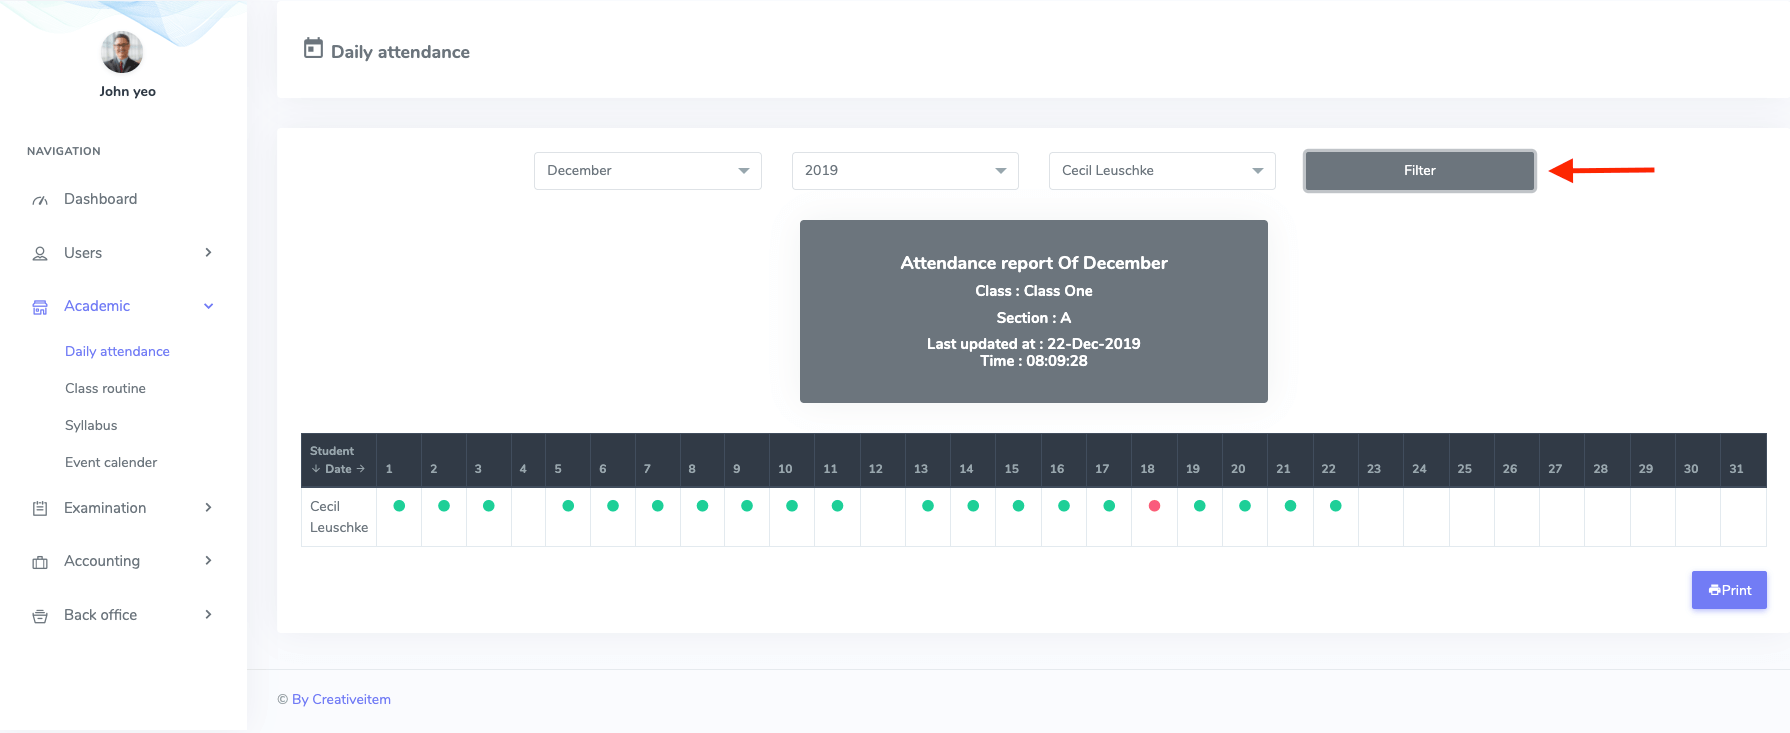 John yeo
NAVIGATION
Dashboard
Users
Academic
Daily attendance
Class routine
Syllabus
Event calender
Examination
Accounting
Back office
Daily attendance
December 2019 Cecil Leuschke Filter
Attendance report Of December
Class : Class One
Section : A
Last updated at : 22-Dec-2019
Time : 08:09:28
Student
↓ Date → 1 2 3 4 5 6 7 8 9 10 11 12 13 14 15 16 17 18 19 20 21 22 23 24 25 26 27 28 29 30 31
Cecil
Leuschke
Print
© By Creativeitem